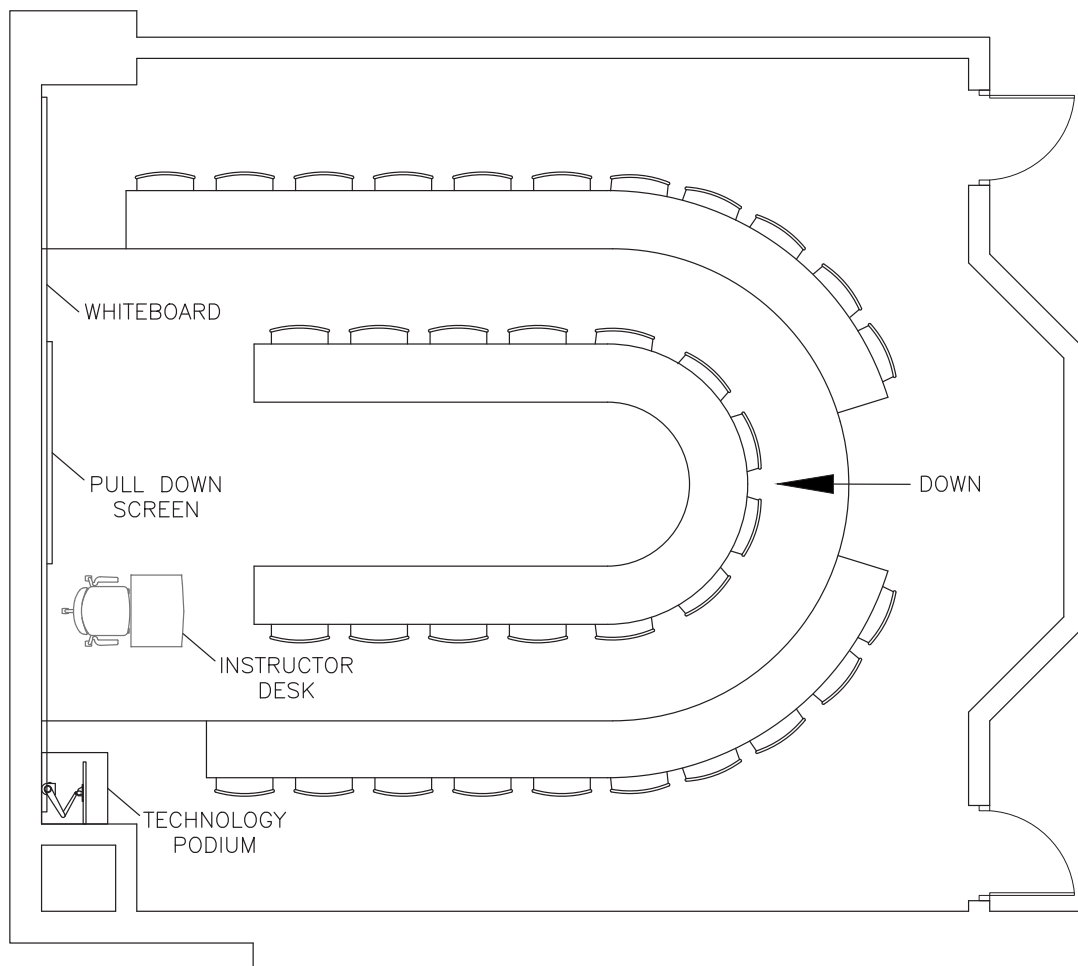 WHITEBOARD
PULL DOWN
SCREEN
DOWN
INSTRUCTOR
DESK
TECHNOLOGY
PODIUM